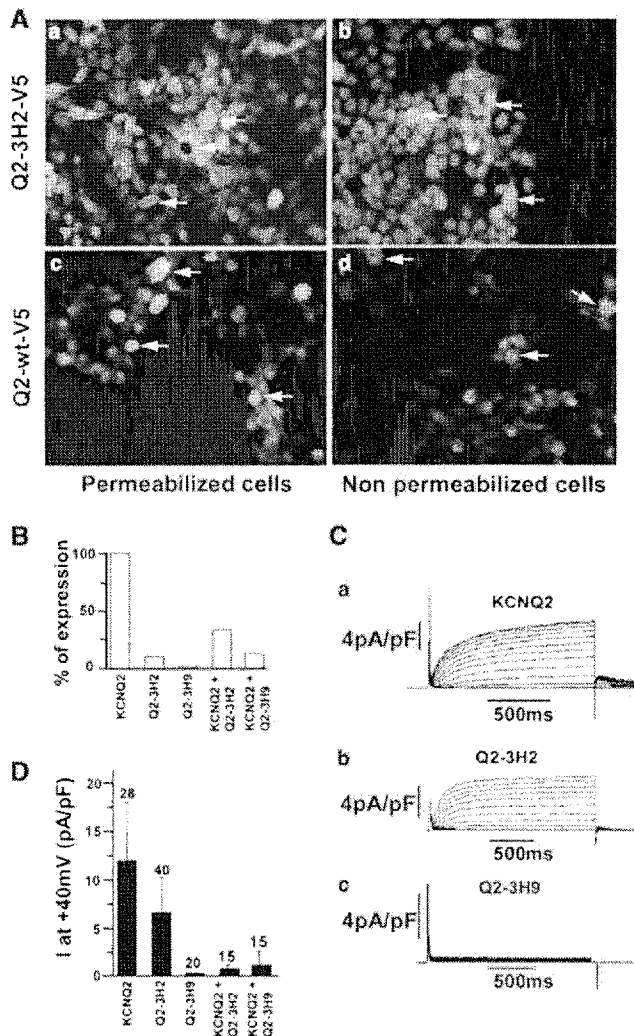 A
a
b
Q2-3H2-V5
c
d
Q2-wt-V5
Permeabilized cells
Non permeabilized cells
B
% of expression
100
50
0
KCNQ2
Q2-3H2
Q2-3H9
KCNQ2 +
Q2-3H2
KCNQ2 +
Q2-3H9
C
a
KCNQ2
4pA/pF
500ms
b
Q2-3H2
4pA/pF
500ms
c
Q2-3H9
4pA/pF
500ms
D
I at +40mV (pA/pF)
20
15
10
5
0
28
40
20
15
15
KCNQ2
Q2-3H2
Q2-3H9
KCNQ2 +
Q2-3H2
KCNQ2 +
Q2-3H9